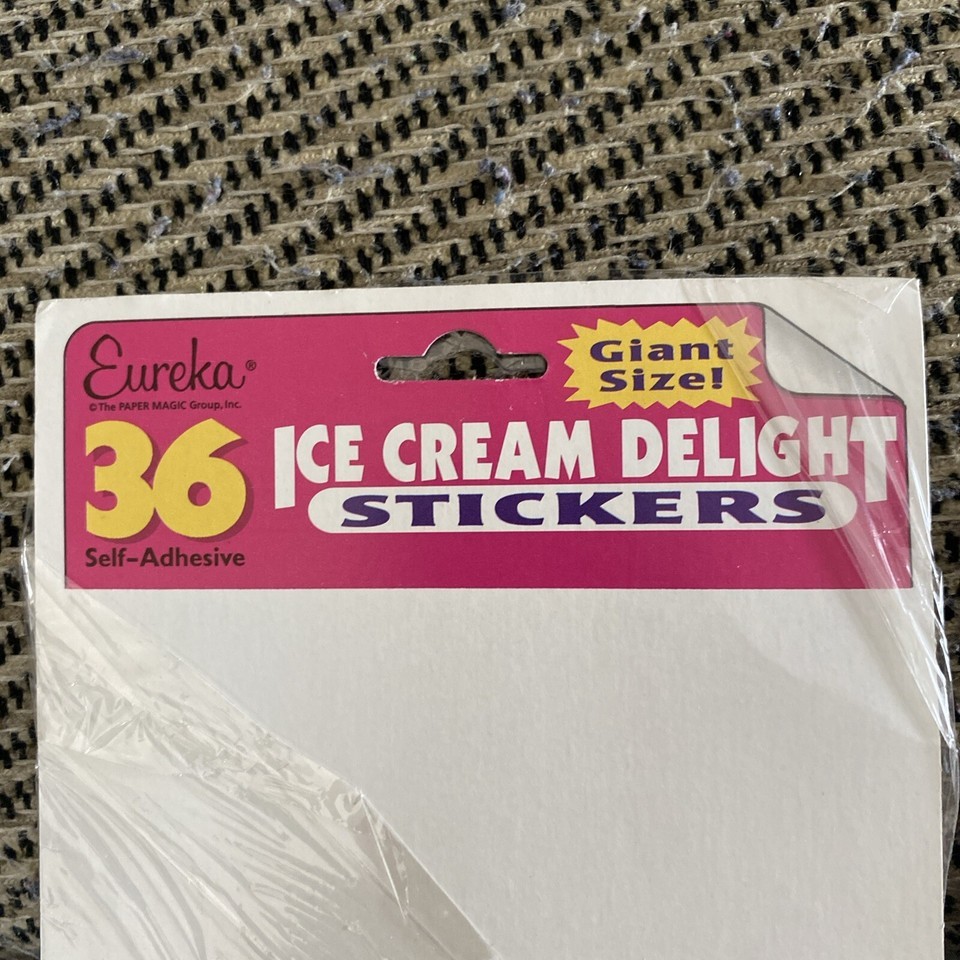 Eureka®
© The PAPER MAGIC Group, Inc.
Giant
Size!
36
ICE CREAM DELIGHT
STICKERS
Self-Adhesive